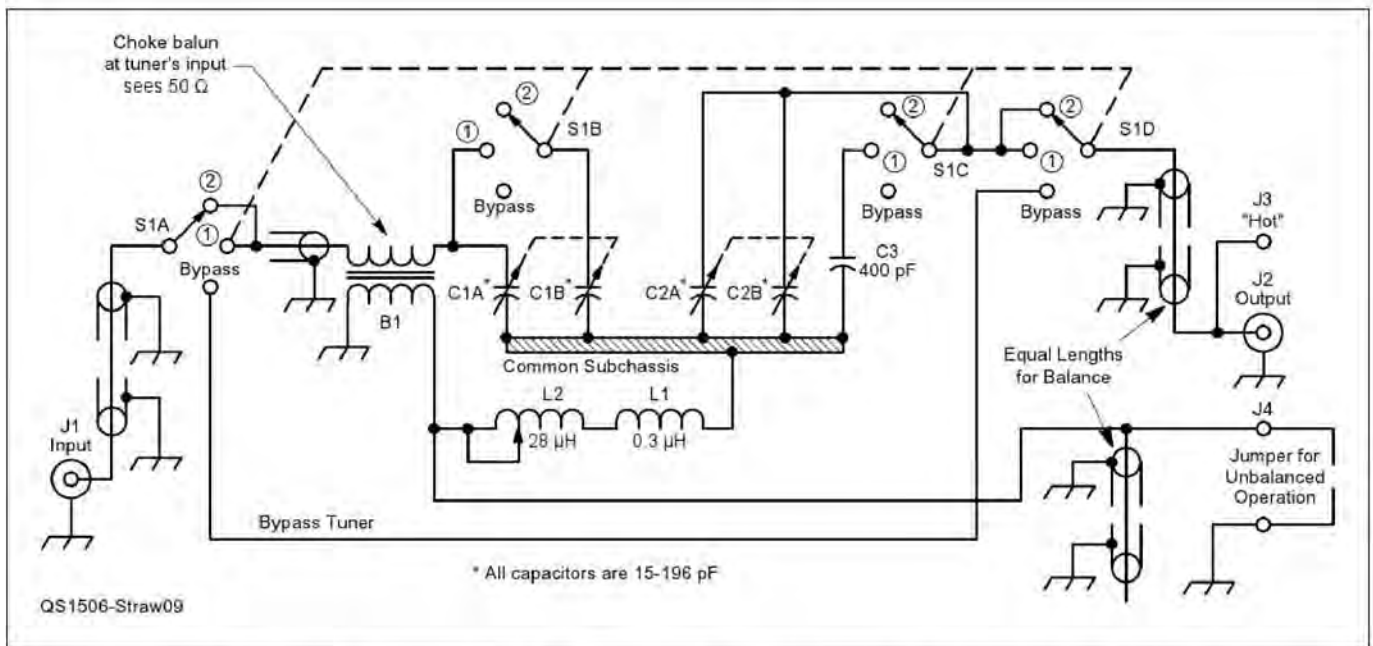 Choke balun
at tuner's input
sees 50 Ω
②
①
S1B
Bypass
②
①
S1C
Bypass
②
①
S1D
Bypass
②
S1A
①
Bypass
J3
"Hot"
J2
Output
C3
400 pF
C1A*
C1B*
C2A*
C2B*
B1
Common Subchassis
Equal Lengths
for Balance
L2
28 µH
L1
0.3 µH
J1
Input
J4
Jumper for
Unbalanced
Operation
Bypass Tuner
* All capacitors are 15-196 pF
QS1506-Straw09